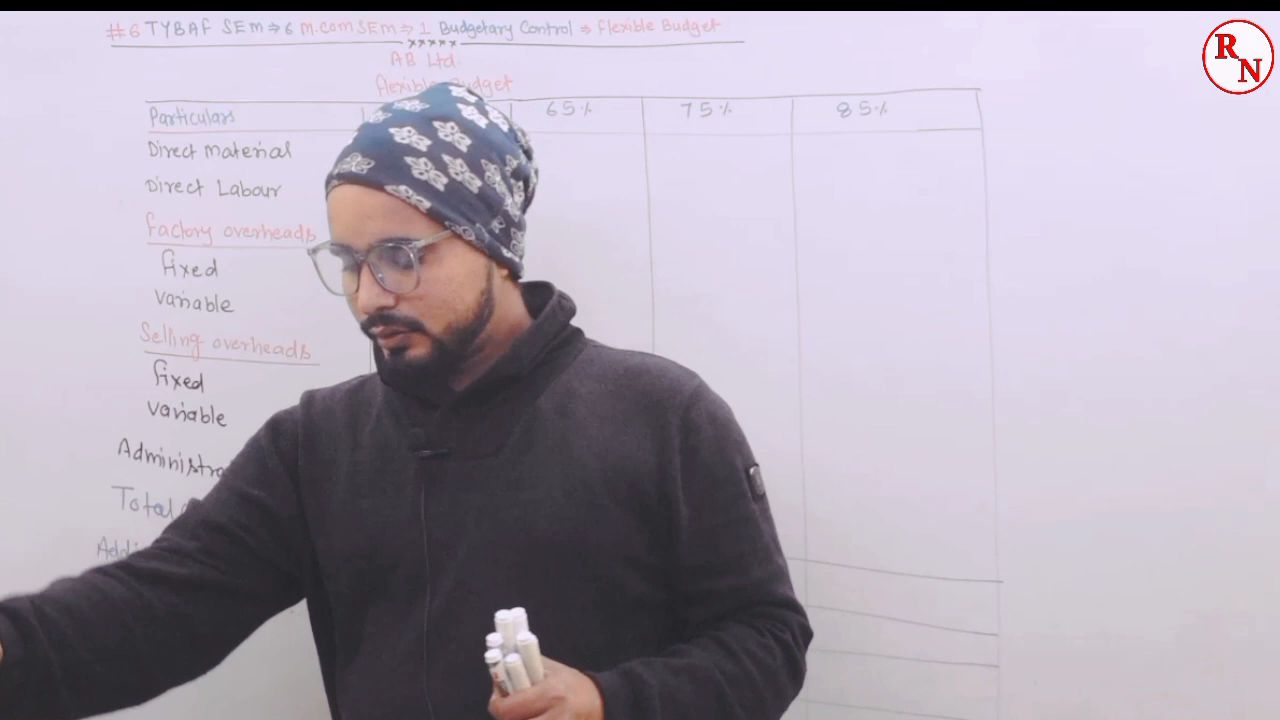 #6 TYBAF SEM ⇒ 6 M.COM SEM ⇒ 1 Budgetary Control ⇒ Flexible Budget
×××××
AB Ltd.
Flexible Budget
Particulars 65% 75% 85%
Direct Material
Direct Labour
Factory overheads
Fixed
Variable
Selling overheads
Fixed
Variable
Total
R N